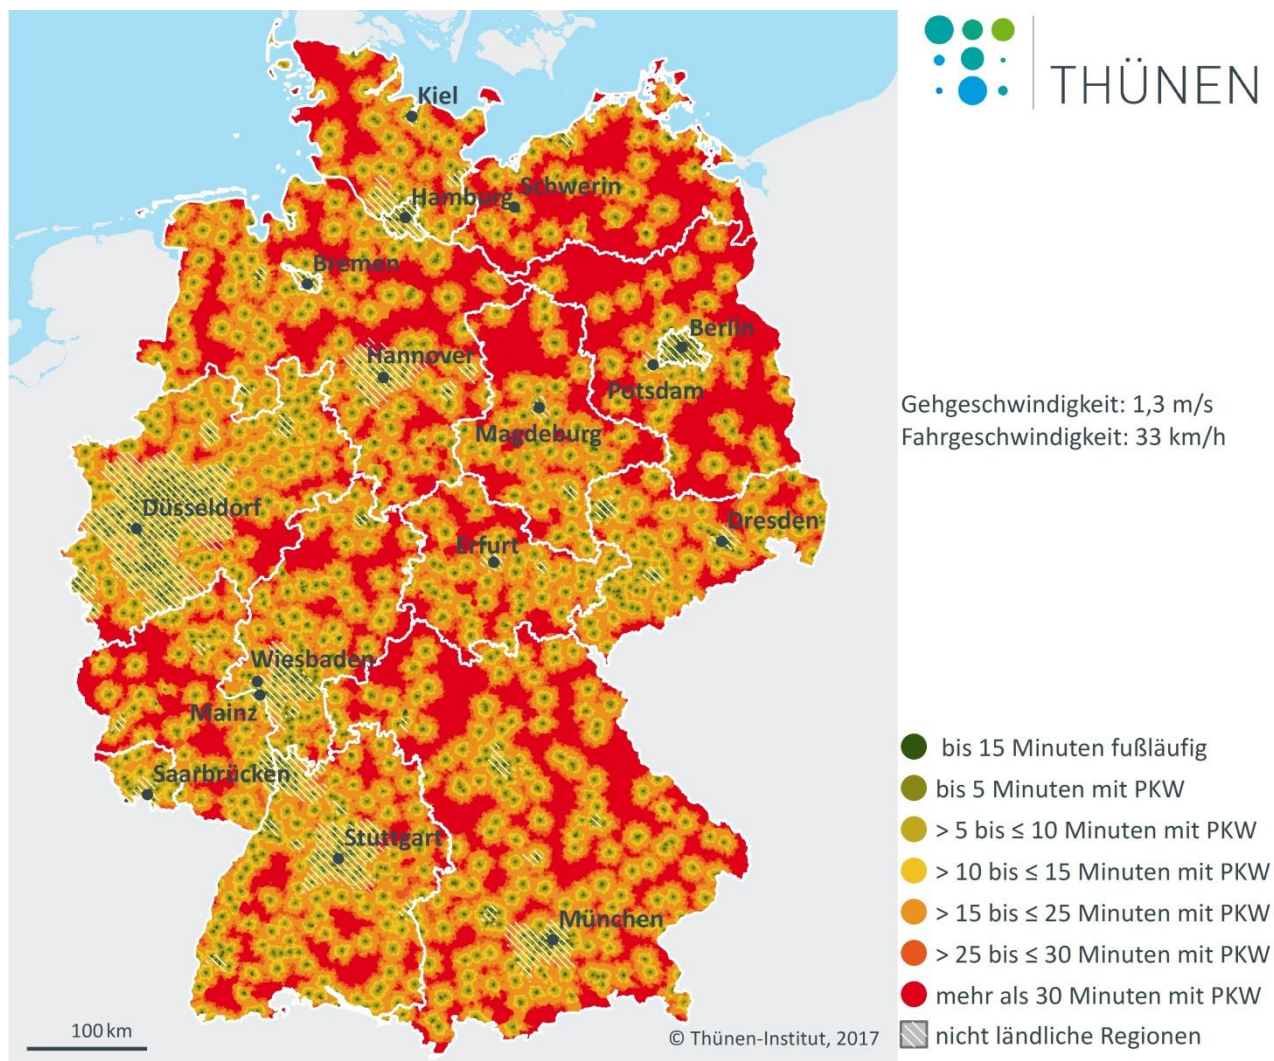 THÜNEN
Kiel
Hamburg
Schwerin
Bremen
Berlin
Hannover
Potsdam
Magdeburg
Düsseldorf
Dresden
Erfurt
Wiesbaden
Mainz
Saarbrücken
Stuttgart
München
100 km
© Thünen-Institut, 2017
Gehgeschwindigkeit: 1,3 m/s
Fahrgeschwindigkeit: 33 km/h
bis 15 Minuten fußläufig
bis 5 Minuten mit PKW
> 5 bis ≤ 10 Minuten mit PKW
> 10 bis ≤ 15 Minuten mit PKW
> 15 bis ≤ 25 Minuten mit PKW
> 25 bis ≤ 30 Minuten mit PKW
mehr als 30 Minuten mit PKW
nicht ländliche Regionen